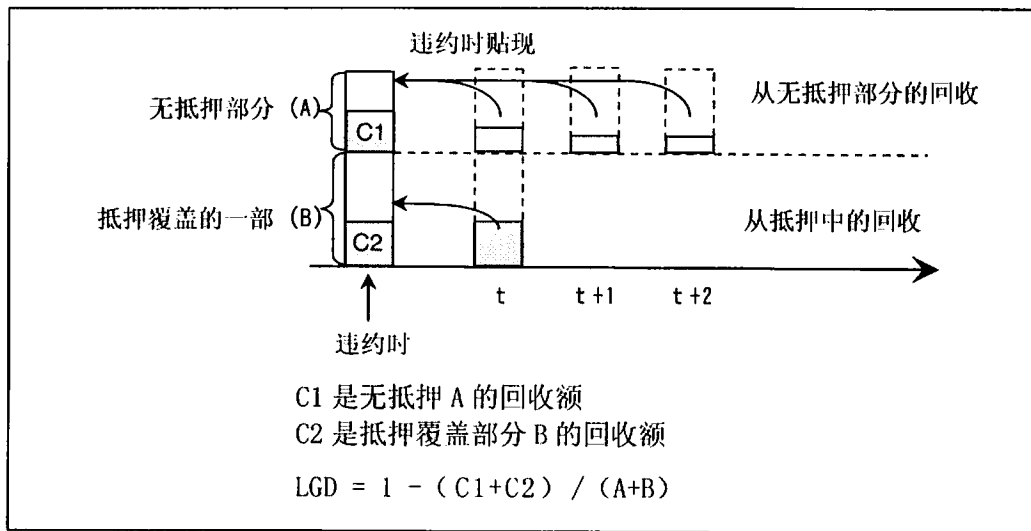 违约时贴现
无抵押部分 (A)
C1
从无抵押部分的回收
抵押覆盖的一部 (B)
C2
从抵押中的回收
t
t+1
t+2
违约时
C1 是无抵押 A 的回收额
C2 是抵押覆盖部分 B 的回收额
LGD = 1 - (C1+C2) / (A+B)